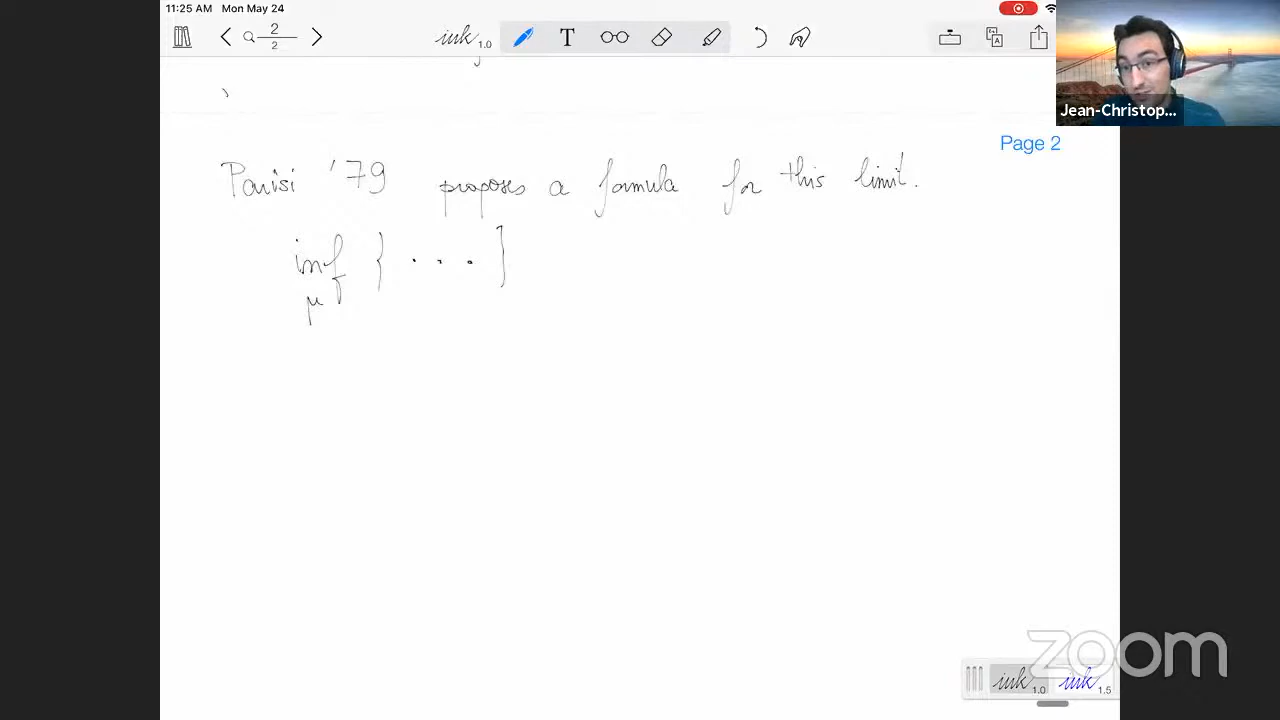 11:25 AM Mon May 24
2
2
ink 1.0
T
Jean-Christop...
Page 2
Parisi '79 proposes a formula for this limit.
inf { . . . }
μ
zoom
ink 1.0 ink 1.5